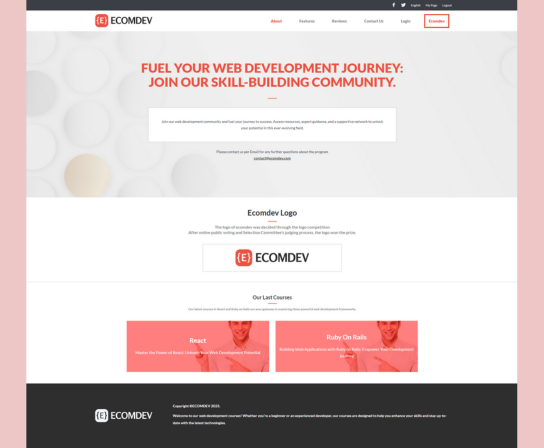 English My Page Logout
{E} ECOMDEV
About Features Reviews Contact Us Login Ecomdev
FUEL YOUR WEB DEVELOPMENT JOURNEY:
JOIN OUR SKILL-BUILDING COMMUNITY.
Join our web development community and fuel your journey to success. Access resources, expert guidance, and a supportive network to unlock
your potential in this ever-evolving field.
Please contact us per Email for any further questions about the program
contact@ecomdev.com
Ecomdev Logo
The logo of ecomdev was decided through the logo competition
After online public voting and Selection Committee's judging process, the logo won the prize.
{E} ECOMDEV
Our Last Courses
React
Master the Power of React: Unleash Your Web Development Potential
Ruby On Rails
Building Web Applications with Ruby on Rails: Empower Your Development
Journey
{E} ECOMDEV
Copyright ©ECOMDEV 2023.
Welcome to our web development courses! Whether you're a beginner or an experienced developer, our courses are designed to help you enhance your skills and stay up-to-
date with the latest technologies.